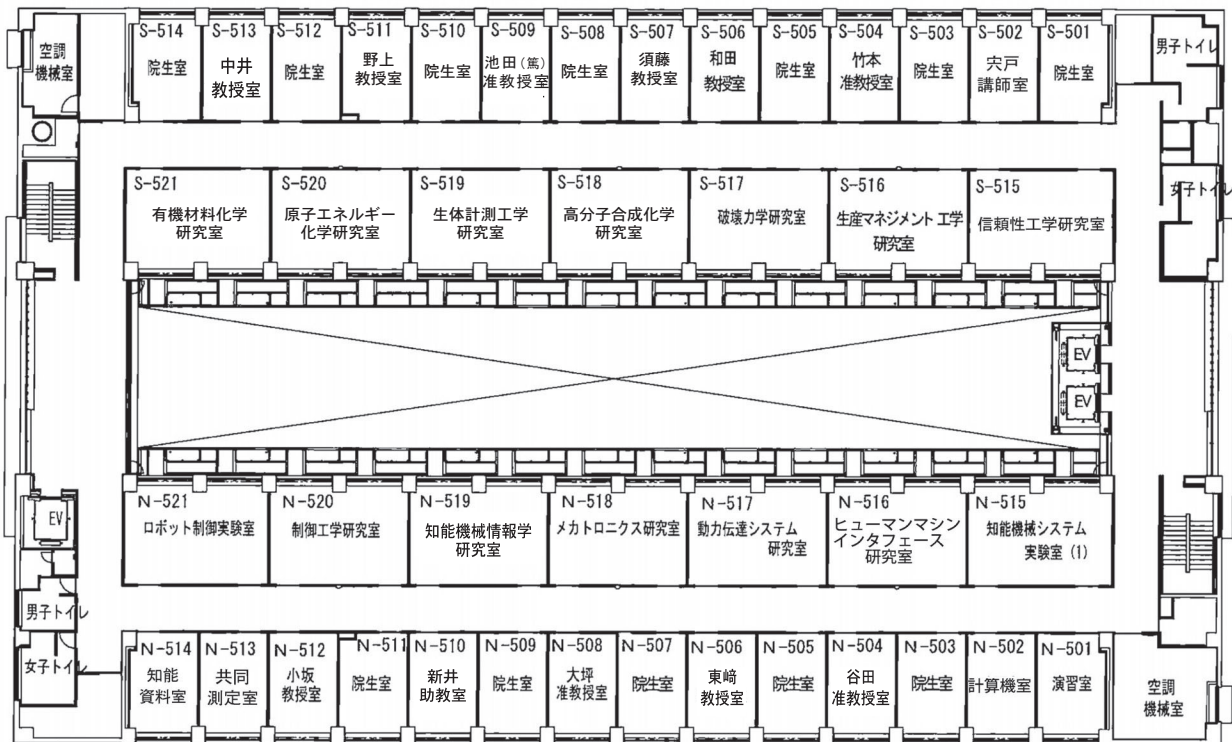 空調
機械室
S-514
院生室
S-513
中井
教授室
S-512
院生室
S-511
野上
教授室
S-510
院生室
S-509
池田(篤)
准教授室
S-508
院生室
S-507
須藤
教授室
S-506
和田
教授室
S-505
院生室
S-504
竹本
准教授室
S-503
院生室
S-502
宍戸
講師室
S-501
院生室
男子トイレ
S-521
有機材料化学
研究室
S-520
原子エネルギー
化学研究室
S-519
生体計測工学
研究室
S-518
高分子合成化学
研究室
S-517
破壊力学研究室
S-516
生産マネジメント工学
研究室
S-515
信頼性工学研究室
女子トイレ
EV
EV
EV
N-521
ロボット制御実験室
N-520
制御工学研究室
N-519
知能機械情報学
研究室
N-518
メカトロニクス研究室
N-517
動力伝達システム
研究室
N-516
ヒューマンマシン
インタフェース
研究室
N-515
知能機械システム
実験室(1)
男子トイレ
女子トイレ
N-514
知能
資料室
N-513
共同
測定室
N-512
小坂
教授室
N-511
院生室
N-510
新井
助教室
N-509
院生室
N-508
大坪
准教授室
N-507
院生室
N-506
東﨑
教授室
N-505
院生室
N-504
谷田
准教授室
N-503
院生室
N-502
計算機室
N-501
演習室
空調
機械室